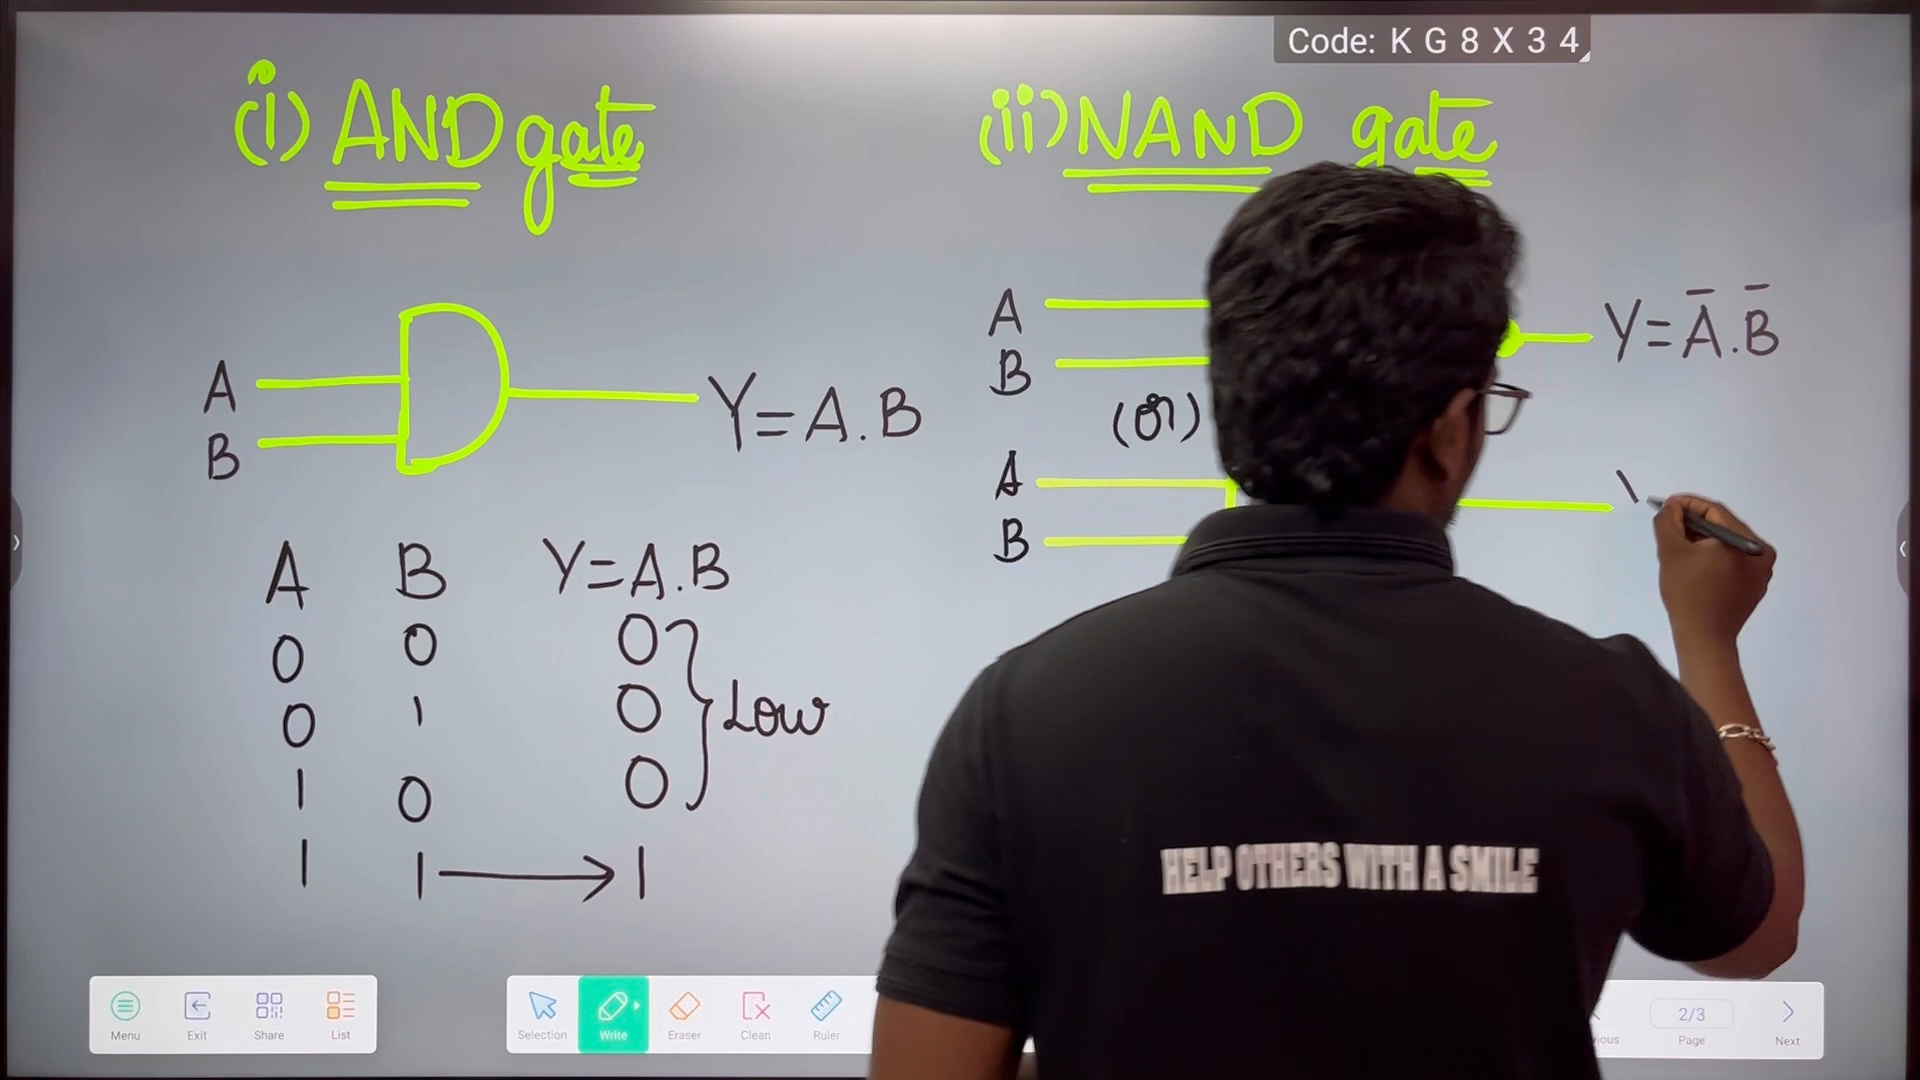 Code: K G 8 X 3 4
(i) AND gate
A
B
Y=A.B
A B Y=A.B
0 0 0
0 1 0
1 0 0
Low
1 1 → 1
(ii) NAND gate
A
B
Y=A̅.B̅
(or)
A
B
HELP OTHERS WITH A SMILE
Menu Exit Share List
Selection Write Eraser Clean Ruler
2/3
Page Next